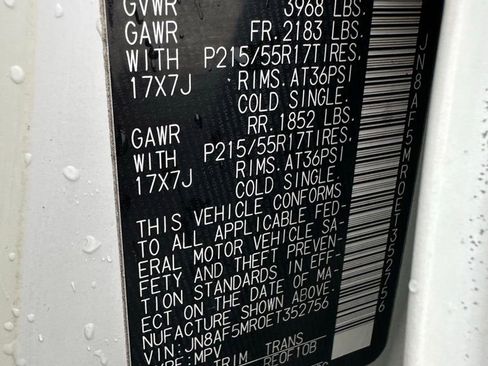 GVWR 3968 LBS.
GAWR FR. 2183 LBS.
WITH P215/55R17TIRES.
17X7J RIMS. AT36PSI
COLD SINGLE.
GAWR RR. 1852 LBS.
WITH P215/55R17TIRES.
17X7J RIMS. AT36PSI
COLD SINGLE.
THIS VEHICLE CONFORMS
TO ALL APPLICABLE FED-
ERAL MOTOR VEHICLE SA-
FETY AND THEFT PREVEN-
TION STANDARDS IN EFF-
ECT ON THE DATE OF MA-
NUFACTURE SHOWN ABOVE.
VIN: JN8AF5MR0ET352756
TYPE: MPV
TRIM TRANS
JN8AF5MR0ET352756